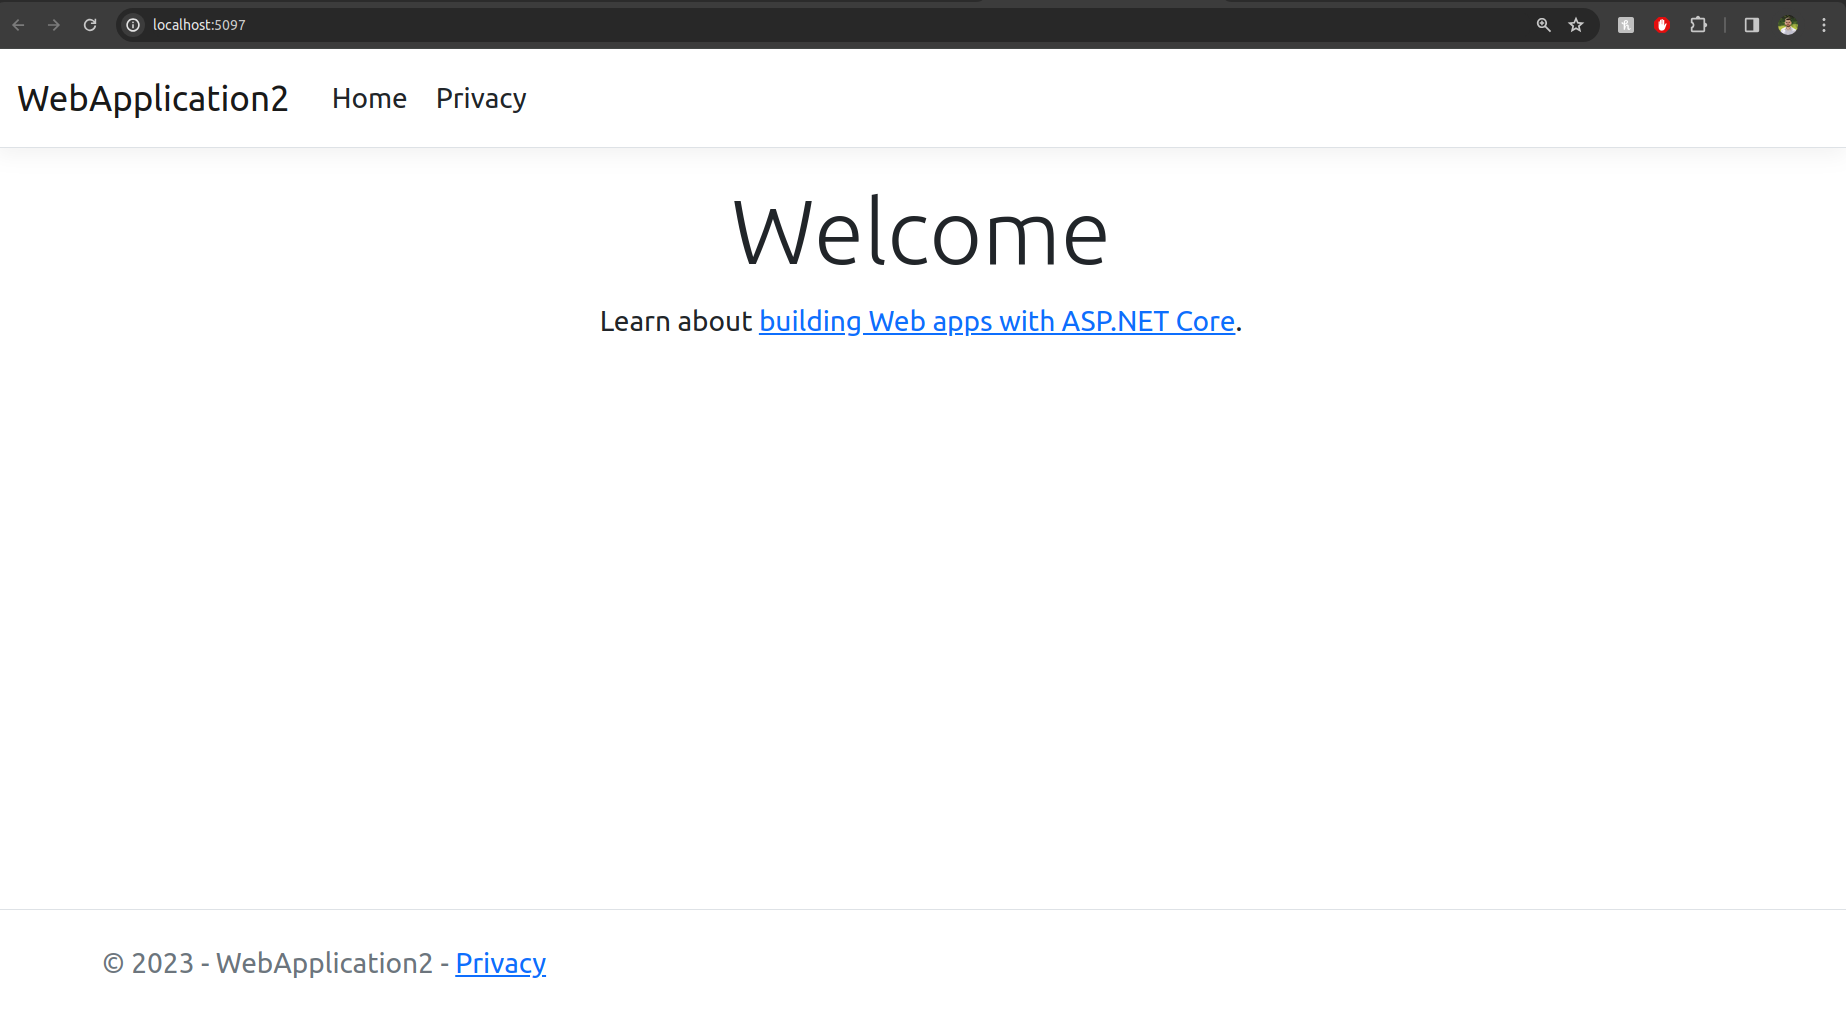 localhost:5097
WebApplication2 Home Privacy
Welcome
Learn about building Web apps with ASP.NET Core.
© 2023 - WebApplication2 - Privacy